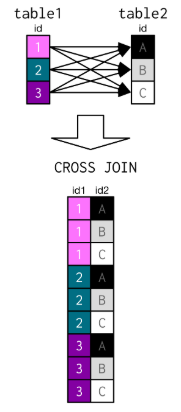 table1 table2
id id
1 A
2 B
3 C
CROSS JOIN
id1 id2
1 A
1 B
1 C
2 A
2 B
2 C
3 A
3 B
3 C